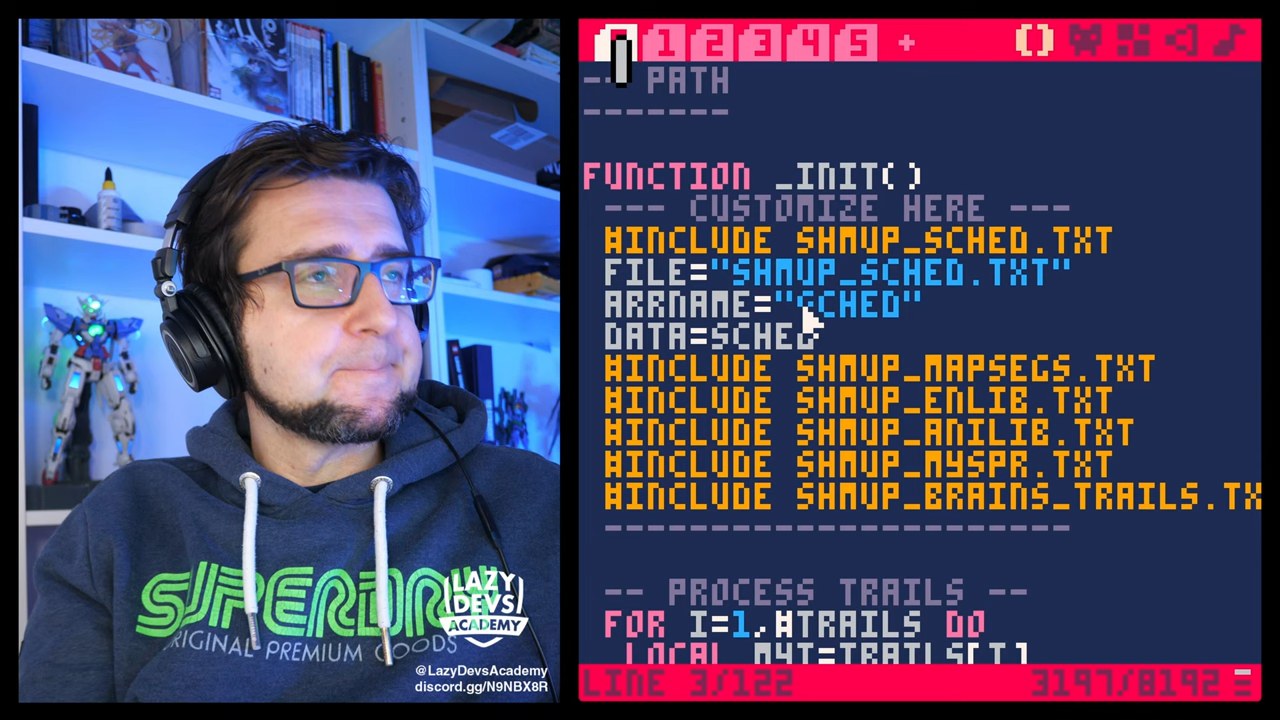 SUPERDRY
ORIGINAL PREMIUM GOODS
LAZY
DEVS
ACADEMY
@LazyDevsAcademy
discord.gg/N9NBX8R
1 2 3 4 5 +
()
-- PATH
-------
FUNCTION _INIT()
--- CUSTOMIZE HERE ---
#INCLUDE SHMUP_SCHED.TXT
FILE="SHMUP_SCHED.TXT"
ARRNAME="SCHED"
DATA=SCHED
#INCLUDE SHMUP_MAPSEGS.TXT
#INCLUDE SHMUP_ENLIB.TXT
#INCLUDE SHMUP_ANILIB.TXT
#INCLUDE SHMUP_MYSPR.TXT
#INCLUDE SHMUP_BRAINS_TRAILS.TX
----------------------
-- PROCESS TRAILS --
FOR I=1,#TRAILS DO
LOCAL MYT=TRAILS[I]
LINE 3/122
3197/8192